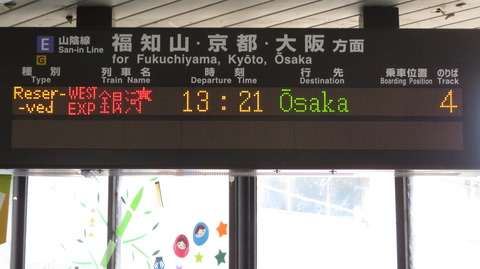 E 山陰線 福知山・京都・大阪 方面
G San-in Line for Fukuchiyama, Kyōto, Ōsaka
種別 列車名 時刻 行先 乗車位置 のりば
Type Train Name Departure Time Destination Boarding Position Track
Reser- WEST 銀河 13:21 Ōsaka 4
-ved EXP